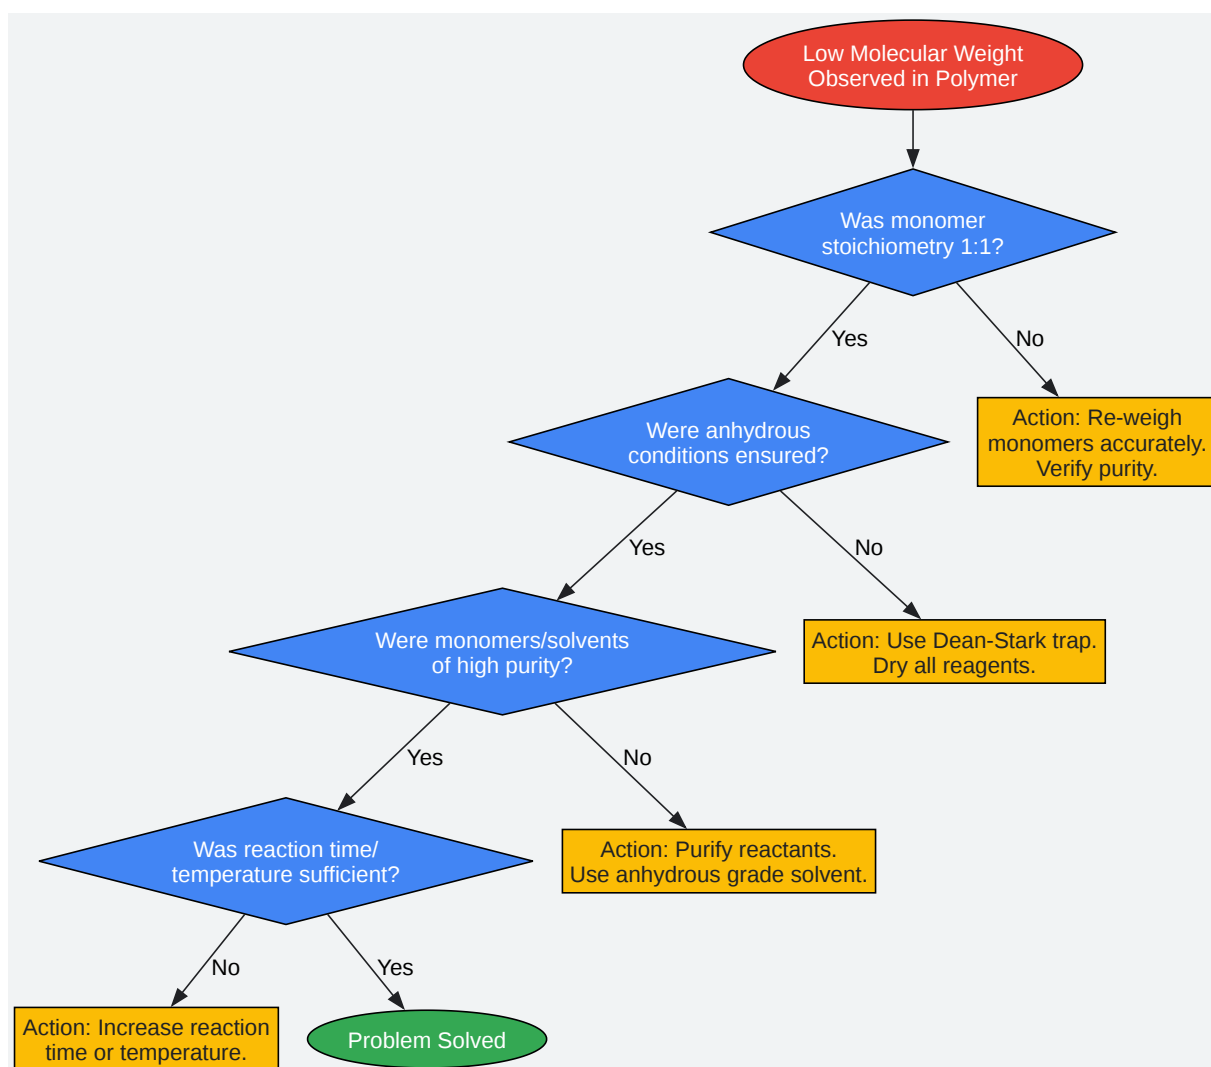 Low Molecular Weight
Observed in Polymer
Was monomer
stoichiometry 1:1?
Yes
No
Were anhydrous
conditions ensured?
Action: Re-weigh
monomers accurately.
Verify purity.
Yes
No
Were monomers/solvents
of high purity?
Action: Use Dean-Stark trap.
Dry all reagents.
Yes
No
Was reaction time/
temperature sufficient?
Action: Purify reactants.
Use anhydrous grade solvent.
No
Yes
Action: Increase reaction
time or temperature.
Problem Solved